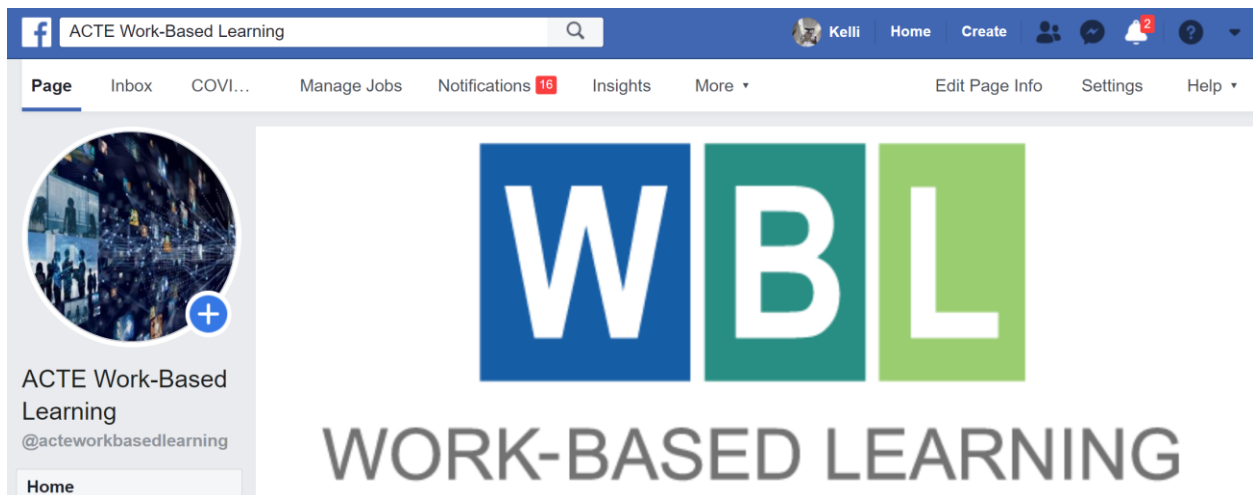 f ACTE Work-Based Learning Kelli Home Create 2 ?
Page Inbox COVI... Manage Jobs Notifications 16 Insights More Edit Page Info Settings Help
WBL
ACTE Work-Based
Learning
@acteworkbasedlearning
WORK-BASED LEARNING
Home